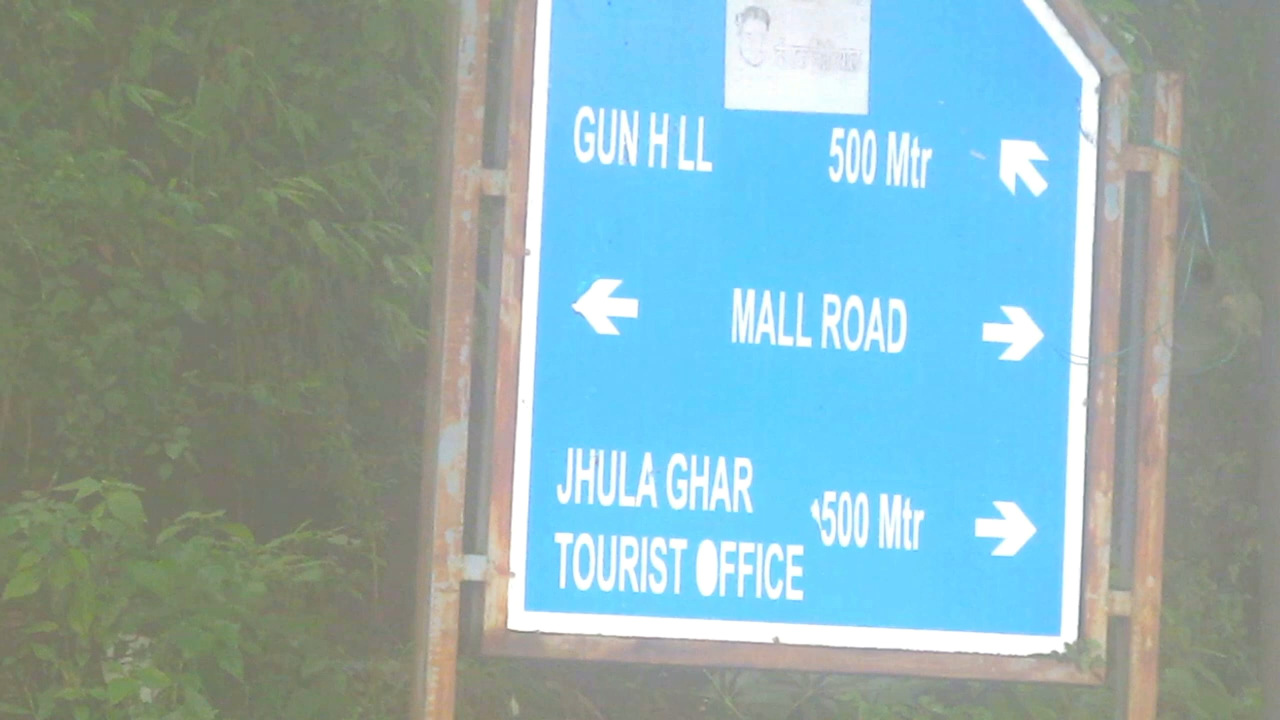 GUN H LL 500 Mtr
MALL ROAD
JHULA GHAR
500 Mtr
TOURIST OFFICE